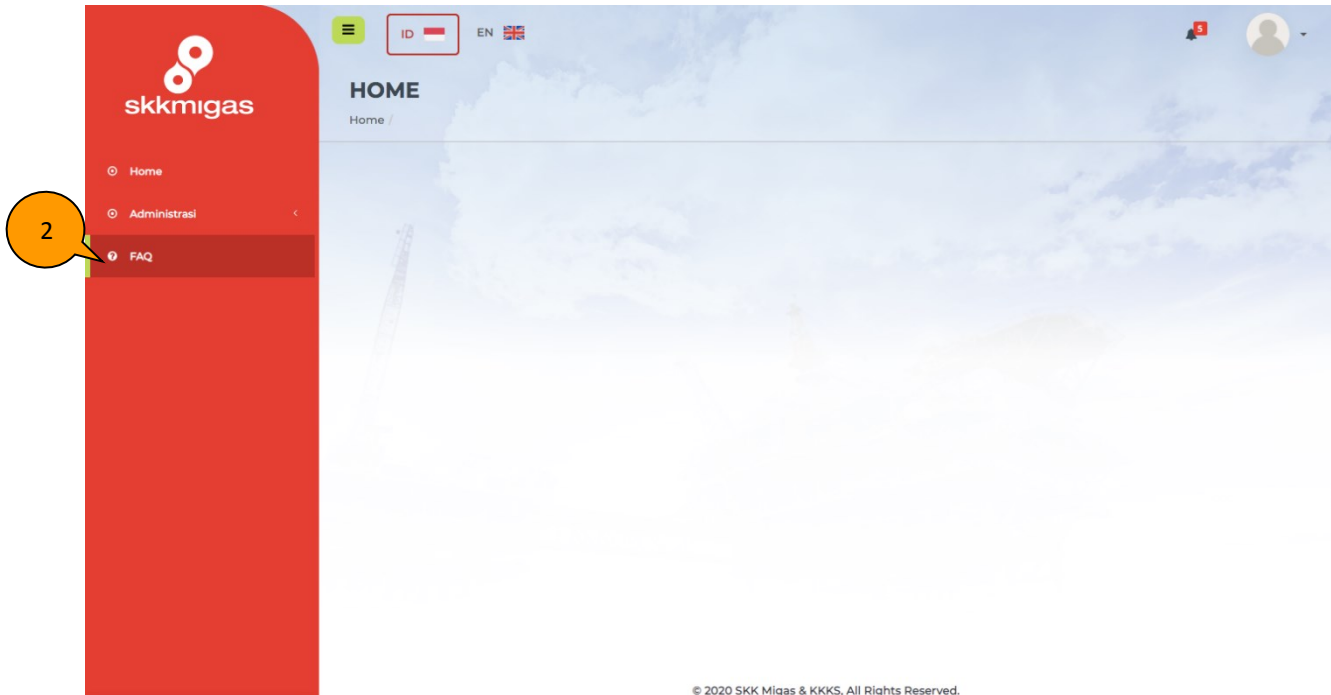 ID
EN
5
skkmigas
HOME
Home /
Home
Administrasi
2
FAQ
© 2020 SKK Migas & KKKS. All Rights Reserved.